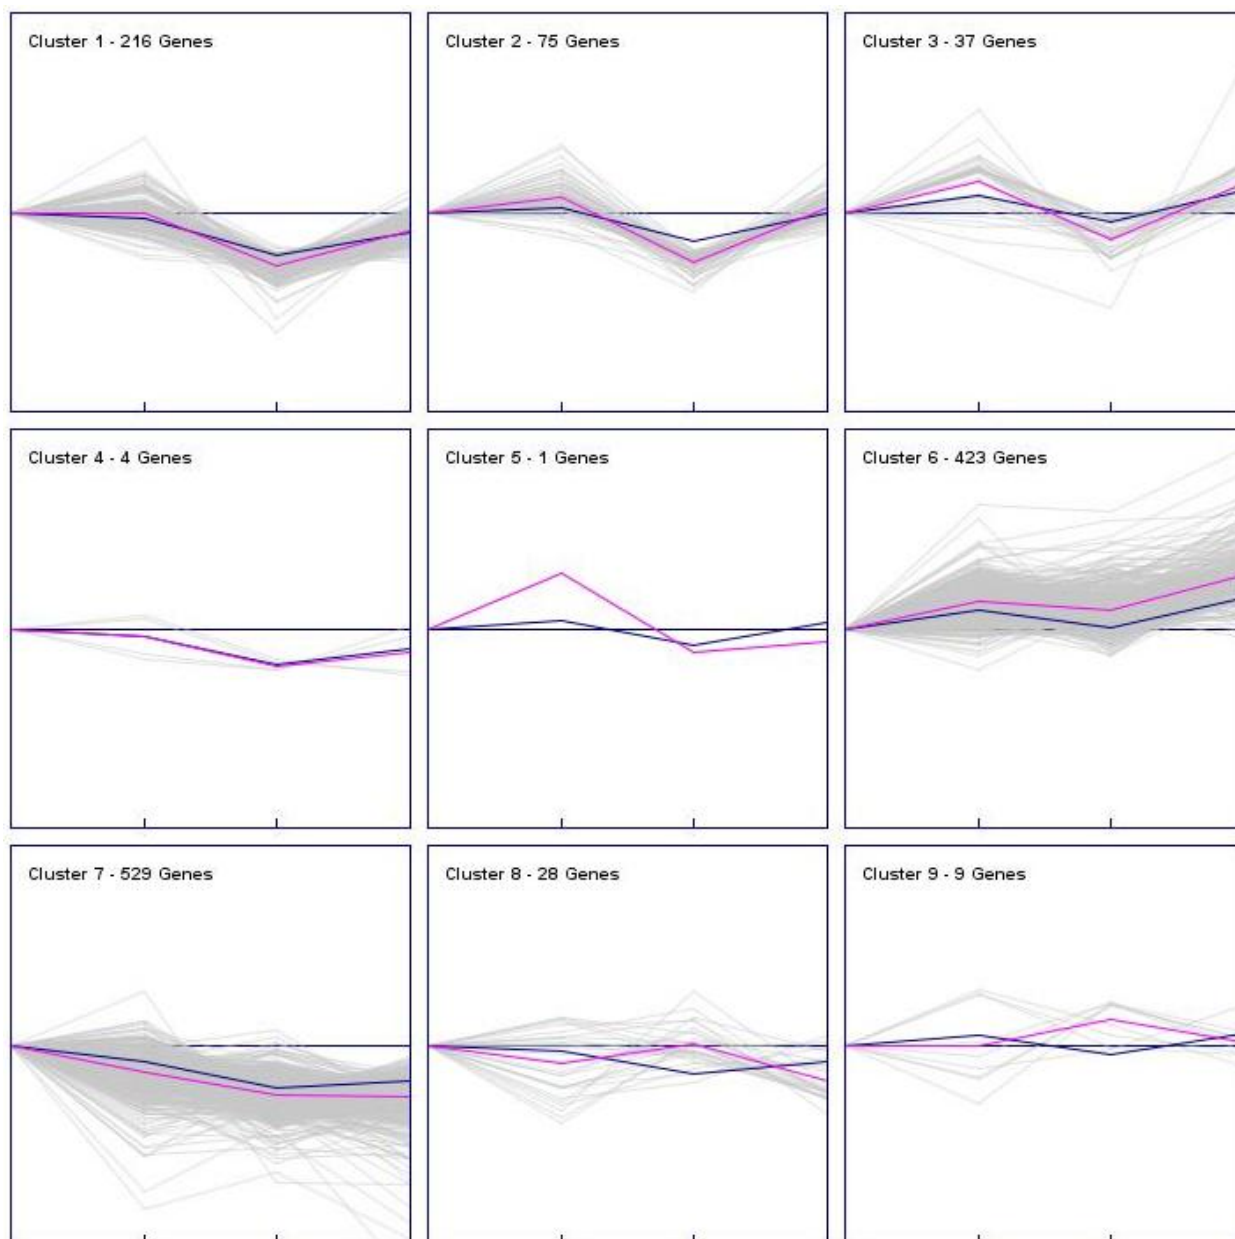 Cluster 1 - 216 Genes
Cluster 2 - 75 Genes
Cluster 3 - 37 Genes
Cluster 4 - 4 Genes
Cluster 5 - 1 Genes
Cluster 6 - 423 Genes
Cluster 7 - 529 Genes
Cluster 8 - 28 Genes
Cluster 9 - 9 Genes